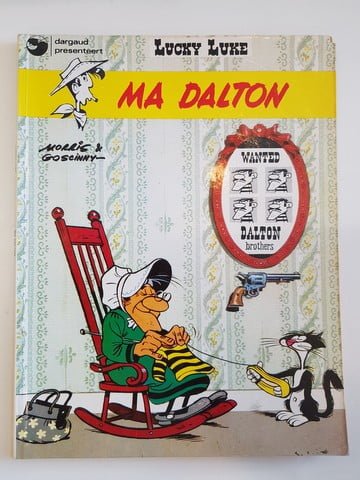 dargaud
presenteert
LUCKY LUKE
MA DALTON
MORRIS &
GOSCINNY
WANTED
DALTON
brothers